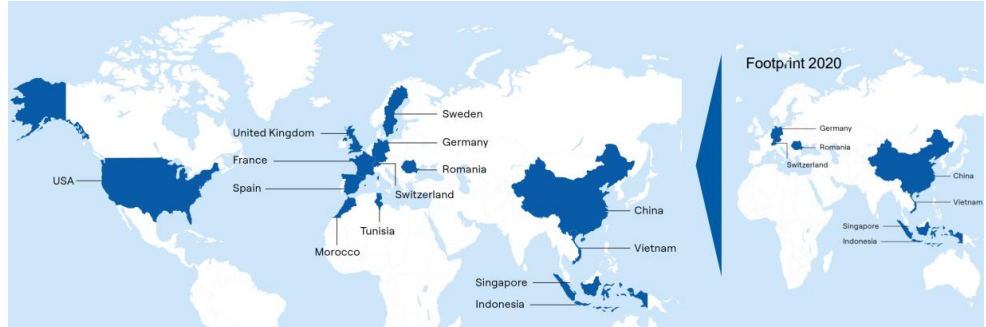 Sweden
United Kingdom
Germany
France
Romania
USA
Spain
Switzerland
China
Tunisia
Morocco
Vietnam
Singapore
Indonesia
Footprint 2020
Germany
Romania
Switzerland
China
Vietnam
Singapore
Indonesia